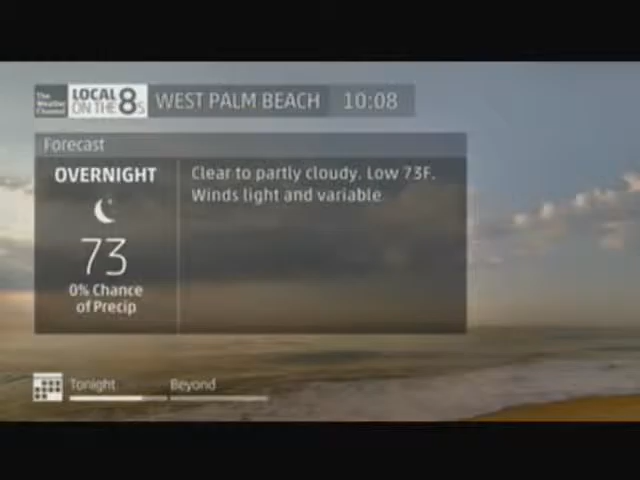 The
Weather
Channel
LOCAL
ON THE 8s
WEST PALM BEACH 10:08
Forecast
OVERNIGHT
73
0% Chance
of Precip
Clear to partly cloudy. Low 73F.
Winds light and variable
Tonight Beyond